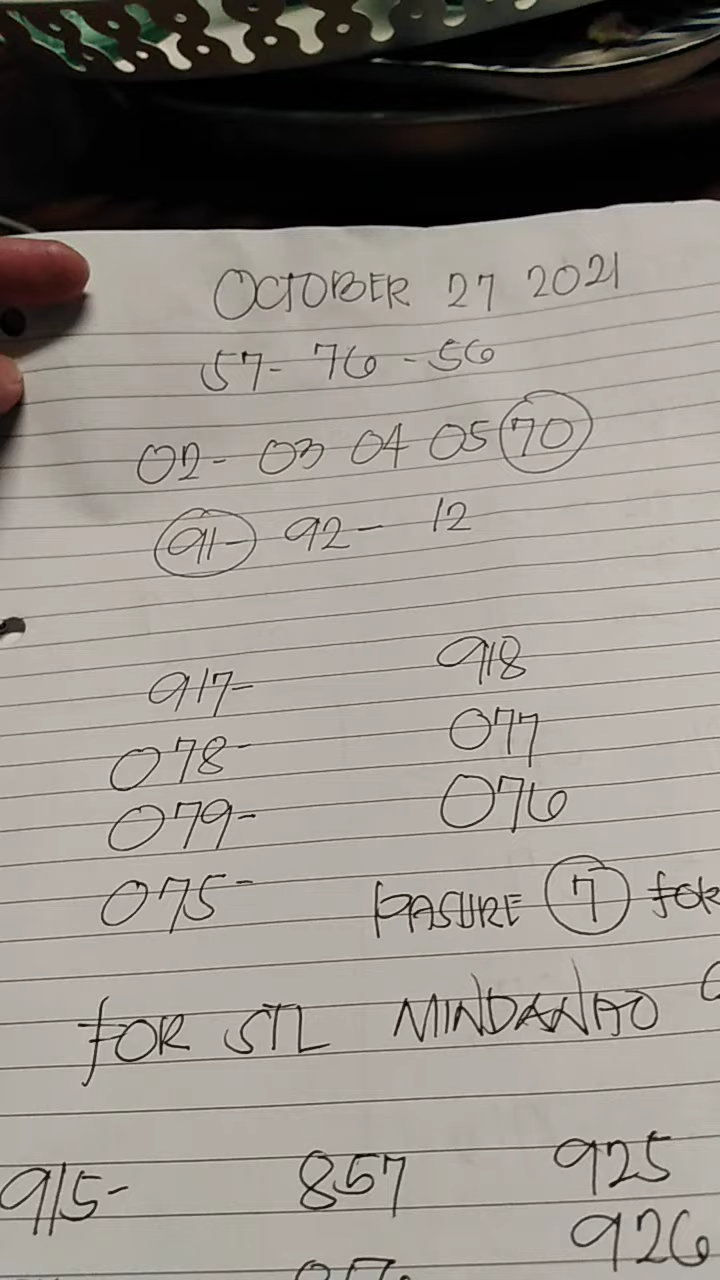 OCTOBER 27 2021
57- 76 - 56
02- 03 04 05 70
91- 92- 12
917- 918
078- 077
079- 076
075- PASURE 7 FOR
FOR STL MINDANAO
915- 857 925
926